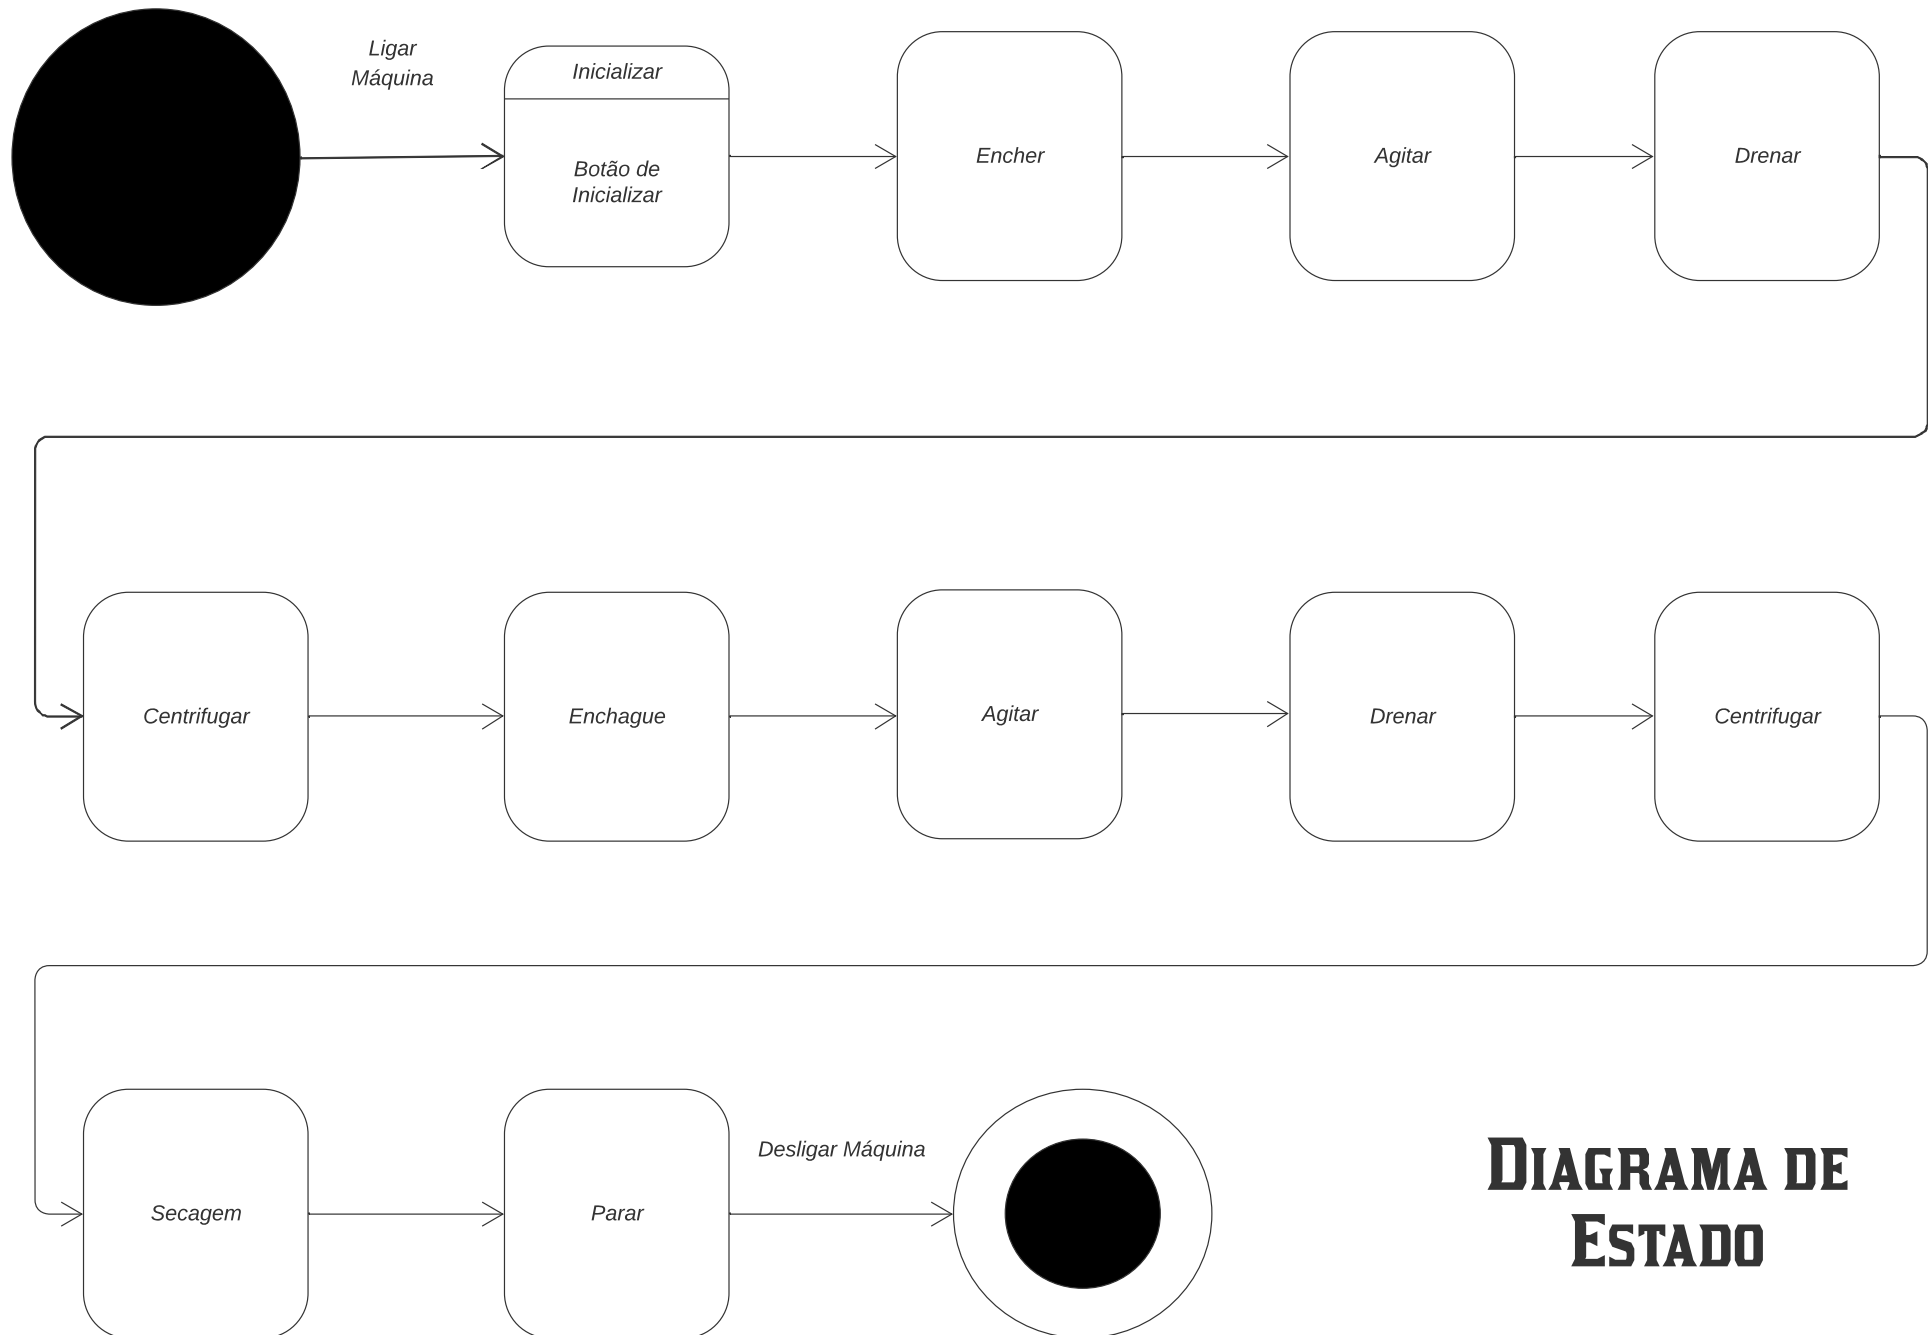 Ligar
Máquina
Inicializar
Botão de
Inicializar
Encher
Agitar
Drenar
Centrifugar
Enchague
Agitar
Drenar
Centrifugar
Secagem
Parar
Desligar Máquina
Diagrama de
Estado